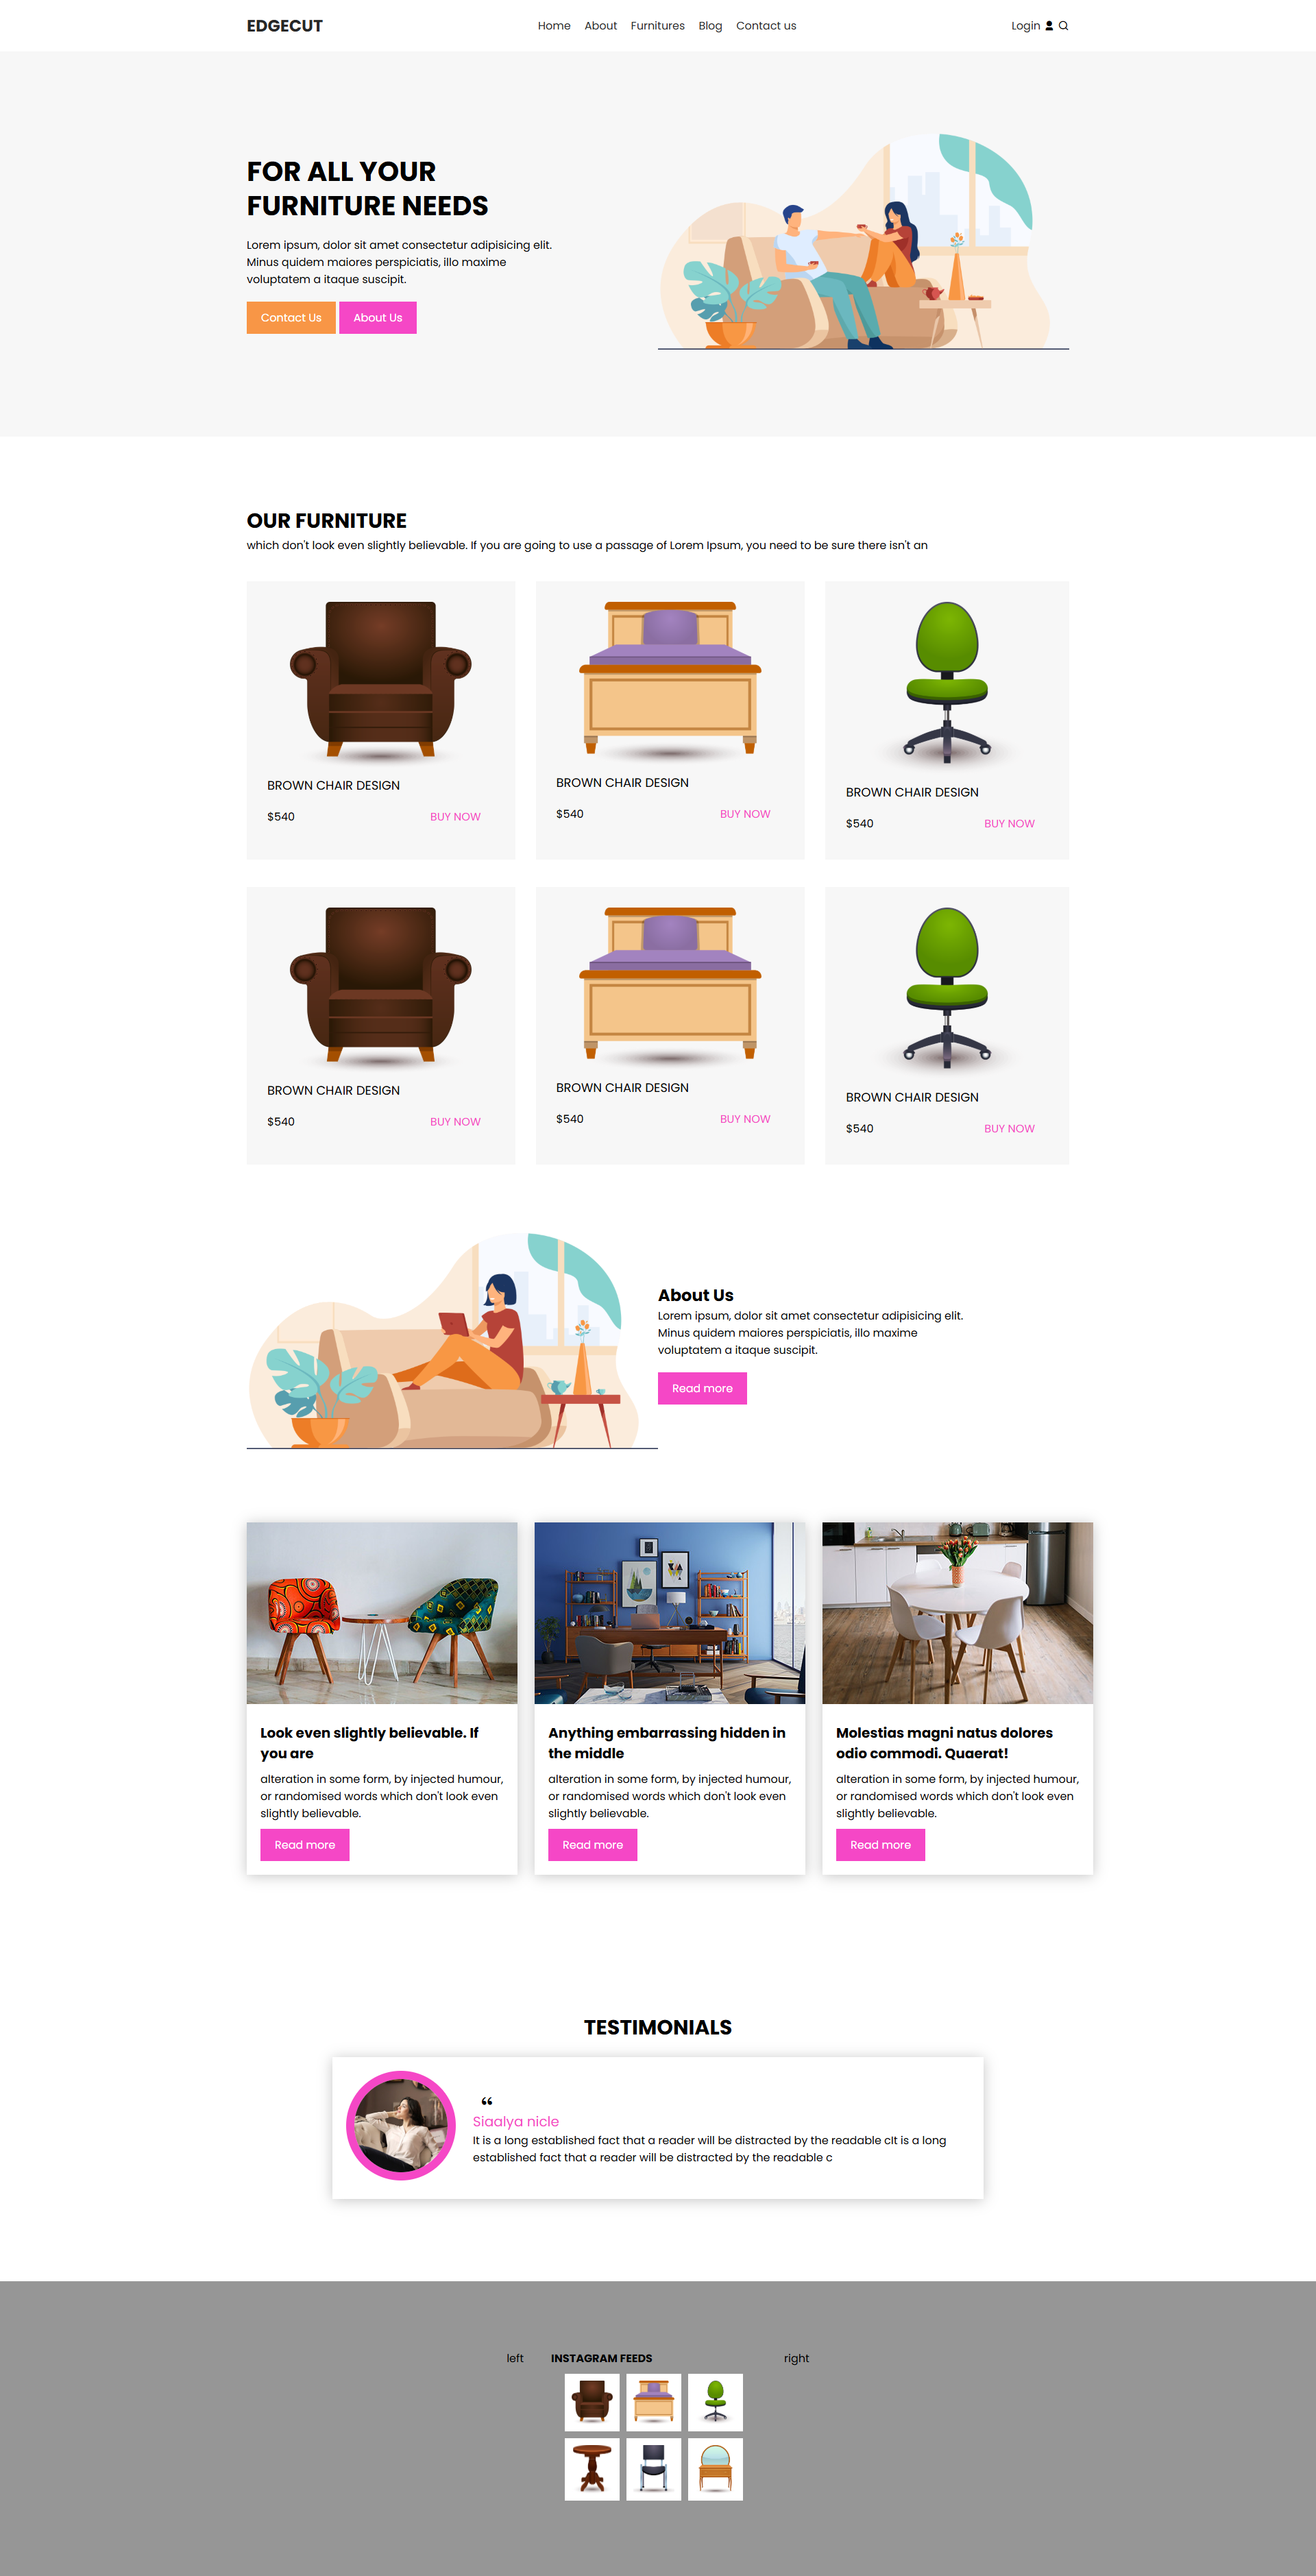 EDGECUT
Home About Furnitures Blog Contact us
Login
FOR ALL YOUR
FURNITURE NEEDS
Lorem ipsum, dolor sit amet consectetur adipisicing elit.
Minus quidem maiores perspiciatis, illo maxime
voluptatem a itaque suscipit.
Contact Us About Us
OUR FURNITURE
which don't look even slightly believable. If you are going to use a passage of Lorem Ipsum, you need to be sure there isn't an
BROWN CHAIR DESIGN
$540 BUY NOW
BROWN CHAIR DESIGN
$540 BUY NOW
BROWN CHAIR DESIGN
$540 BUY NOW
BROWN CHAIR DESIGN
$540 BUY NOW
BROWN CHAIR DESIGN
$540 BUY NOW
BROWN CHAIR DESIGN
$540 BUY NOW
About Us
Lorem ipsum, dolor sit amet consectetur adipisicing elit.
Minus quidem maiores perspiciatis, illo maxime
voluptatem a itaque suscipit.
Read more
Look even slightly believable. If
you are
alteration in some form, by injected humour,
or randomised words which don't look even
slightly believable.
Read more
Anything embarrassing hidden in
the middle
alteration in some form, by injected humour,
or randomised words which don't look even
slightly believable.
Read more
Molestias magni natus dolores
odio commodi. Quaerat!
alteration in some form, by injected humour,
or randomised words which don't look even
slightly believable.
Read more
TESTIMONIALS
“
Siaalya nicle
It is a long established fact that a reader will be distracted by the readable cIt is a long
established fact that a reader will be distracted by the readable c
left
INSTAGRAM FEEDS
right